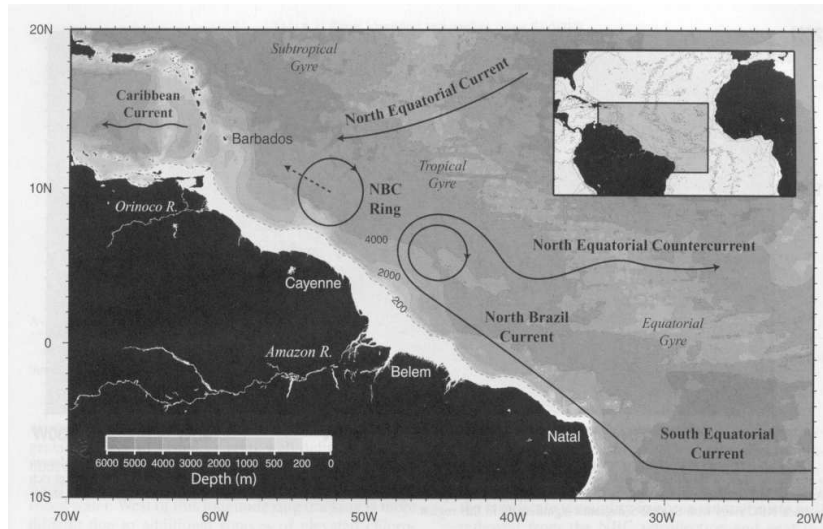 20N
10N
0
10S
Subtropical
Gyre
North Equatorial Current
Caribbean
Current
Barbados
Tropical
Gyre
NBC
Ring
Orinoco R.
4000
2000
200
North Equatorial Countercurrent
Cayenne
North Brazil
Current
Equatorial
Gyre
Amazon R.
Belem
Natal
South Equatorial
Current
6000 5000 4000 3000 2000 1000 500 200 0
Depth (m)
70W 60W 50W 40W 30W 20W